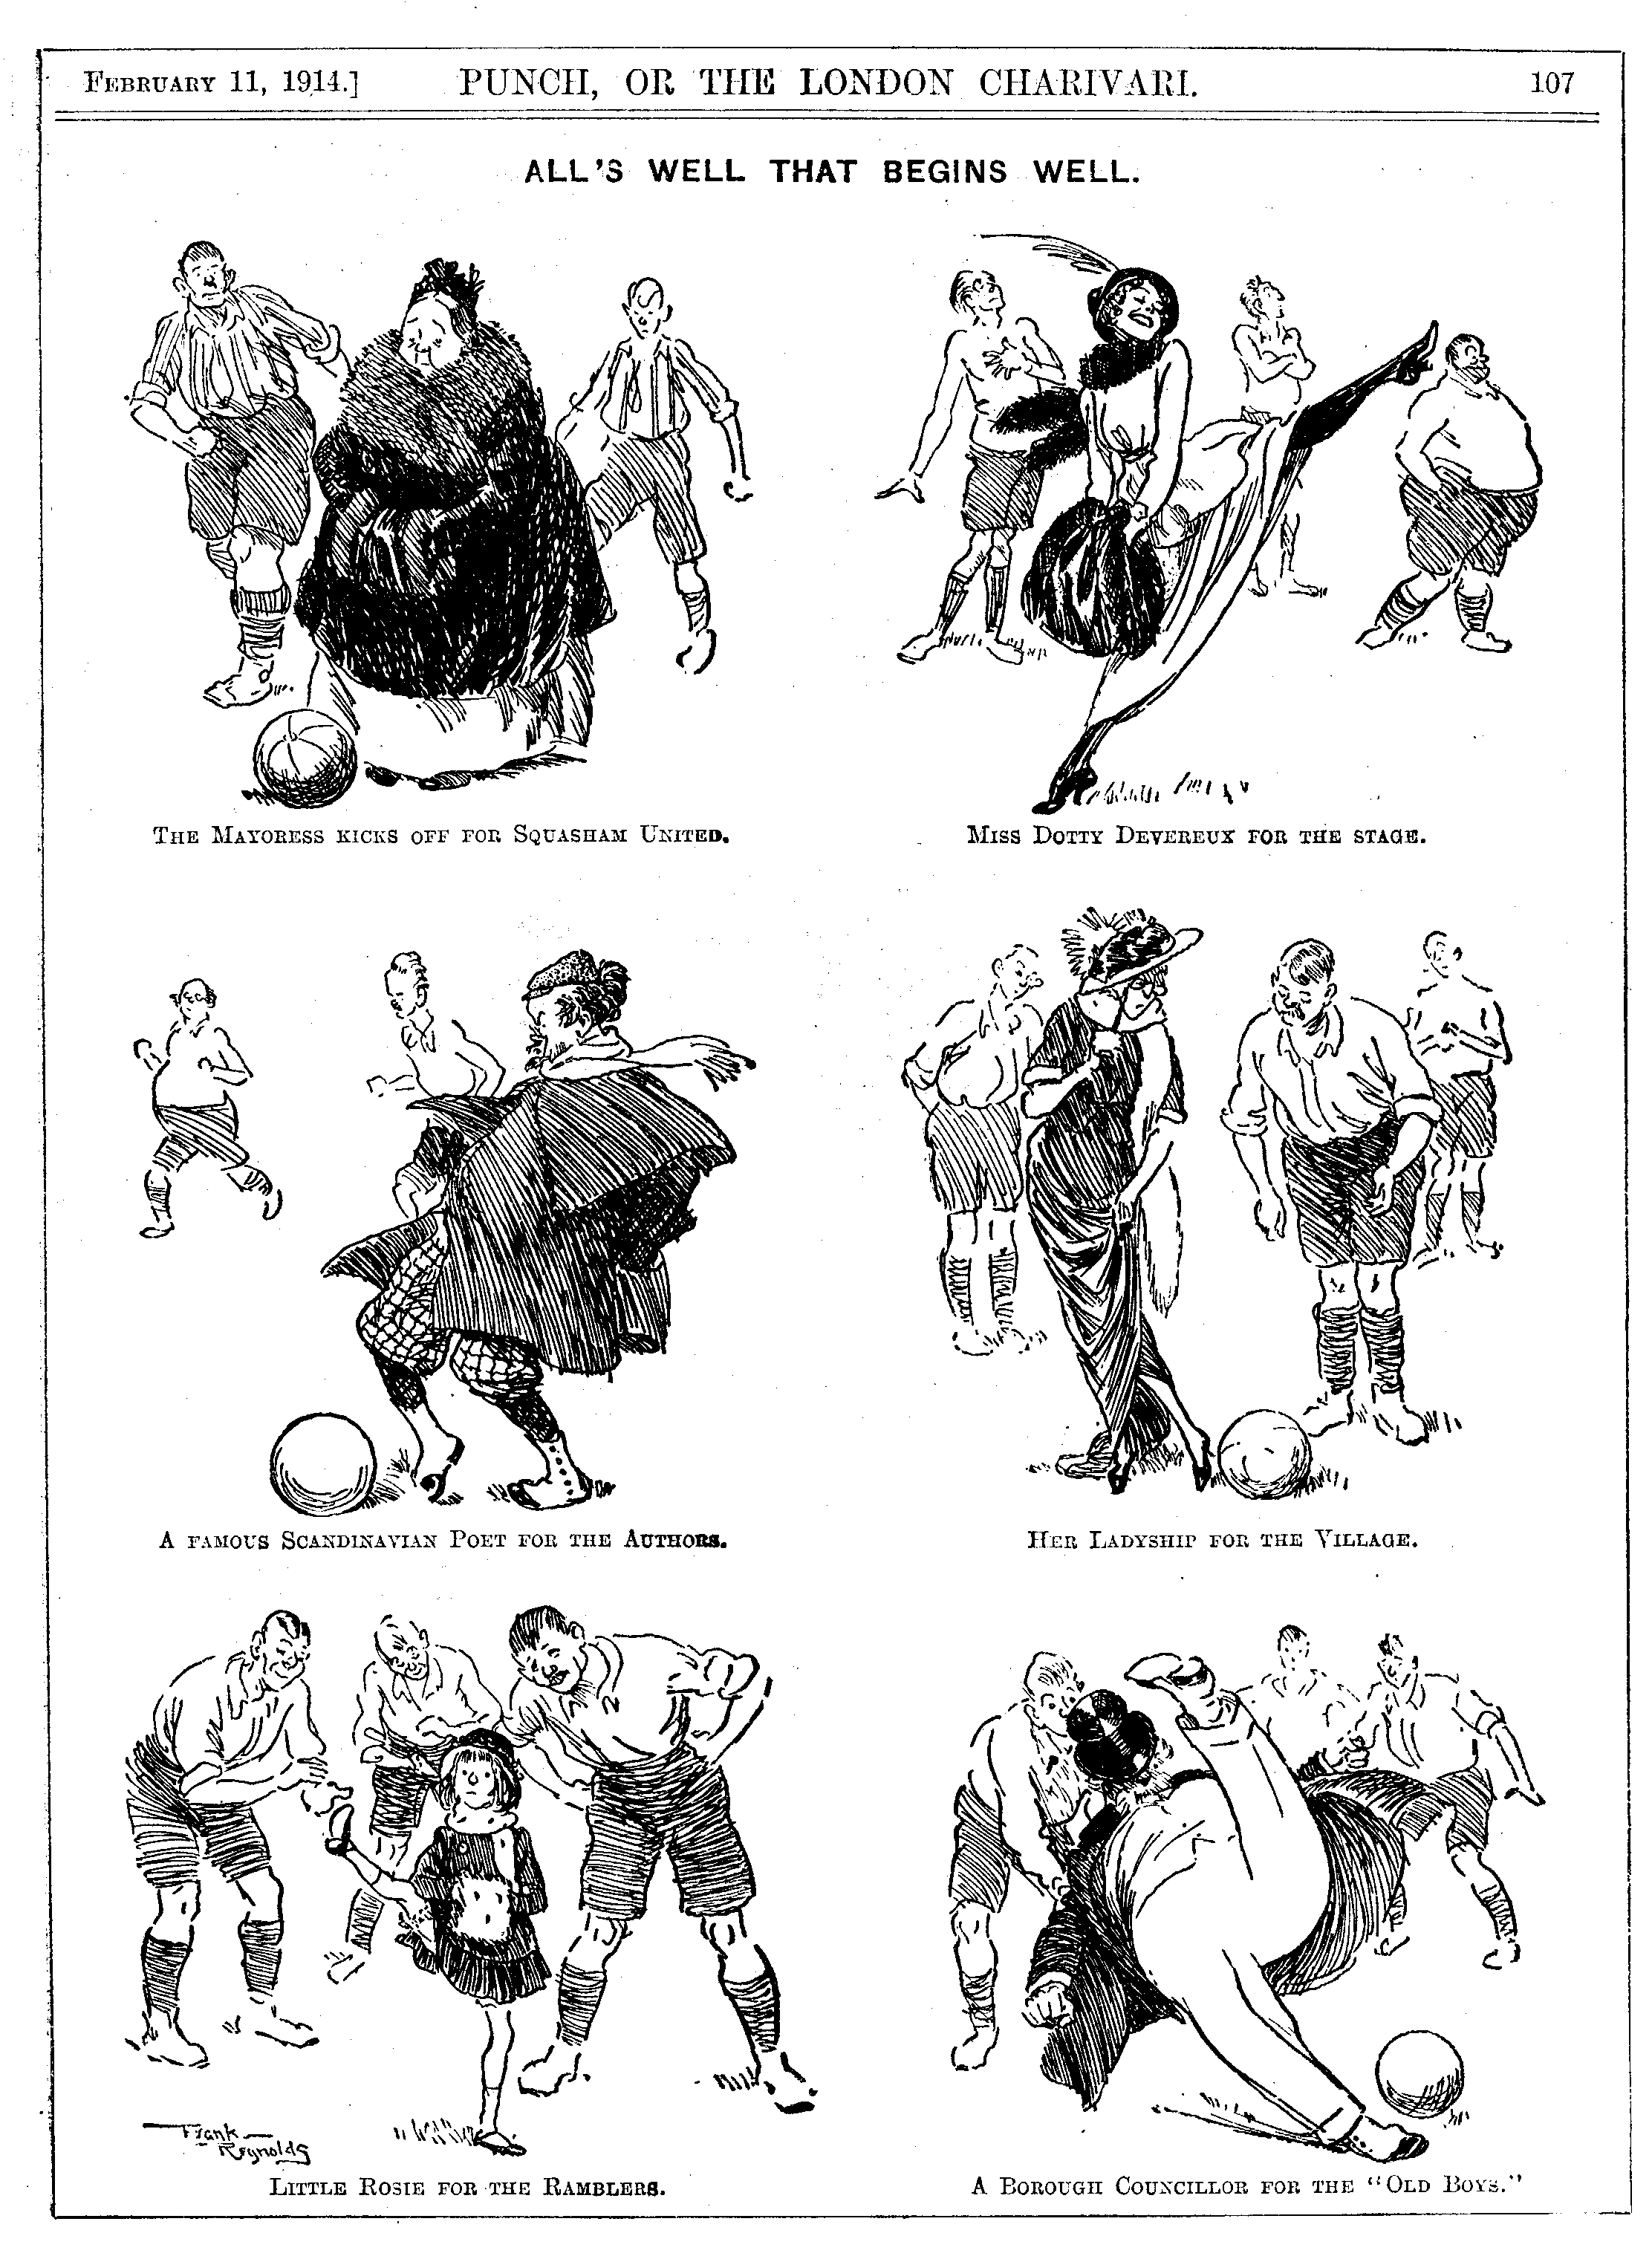 FEBRUARY 11, 1914.] PUNCH, OR THE LONDON CHARIVARI. 107
ALL'S WELL THAT BEGINS WELL.
THE MAYORESS KICKS OFF FOR SQUASHAM UNITED.
MISS DOTTY DEVEREUX FOR THE STAGE.
A FAMOUS SCANDINAVIAN POET FOR THE AUTHORS.
HER LADYSHIP FOR THE VILLAGE.
Frank
Reynolds
LITTLE ROSIE FOR THE RAMBLERS.
A BOROUGH COUNCILLOR FOR THE "OLD BOYS."